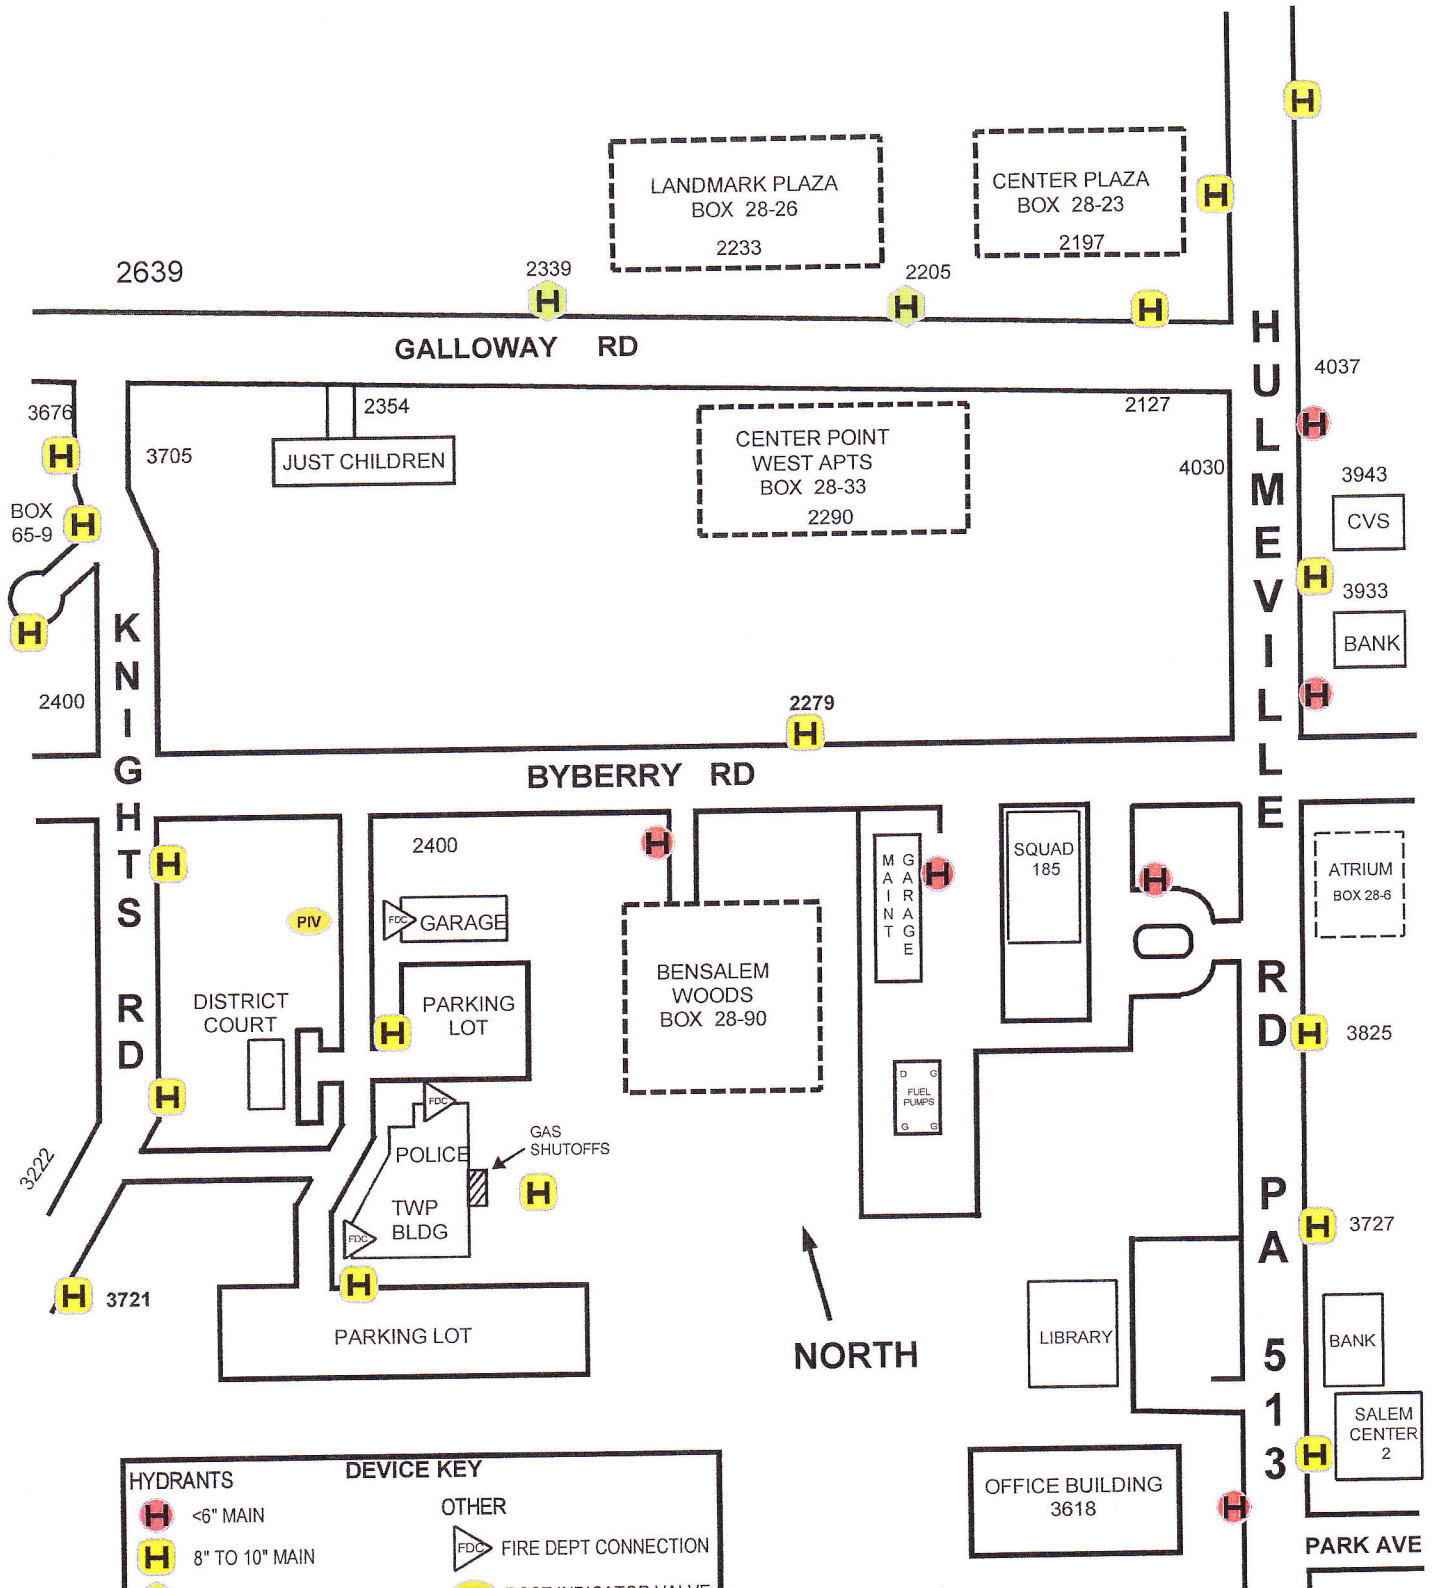 LANDMARK PLAZA
BOX 28-26
2233
CENTER PLAZA
BOX 28-23
2197
H
H
2639
2339
H
2205
H
H
GALLOWAY RD
HULMEVILLE RD PA 513
4037
H
3676
H
3705
2354
JUST CHILDREN
CENTER POINT
WEST APTS
BOX 28-33
2290
2127
4030
3943
CVS
BOX
65-9
H
H
H
3933
BANK
H
2400
KNIGHTS RD
2279
H
BYBERRY RD
H
PIV
2400
H
FDC
GARAGE
MAINT
GARAGE
H
SQUAD
185
H
ATRIUM
BOX 28-6
DISTRICT
COURT
H
PARKING
LOT
BENSALEM
WOODS
BOX 28-90
H
3825
H
FDC
D G
FUEL
PUMPS
G G
GAS
SHUTOFFS
POLICE
TWP
BLDG
FDC
H
3222
H
3727
H
3721
H
PARKING LOT
NORTH
LIBRARY
BANK
SALEM
CENTER
2
H
OFFICE BUILDING
3618
H
PARK AVE
DEVICE KEY
HYDRANTS
H <6" MAIN
H 8" TO 10" MAIN
OTHER
FDC FIRE DEPT CONNECTION
POST INDICATOR VALVE